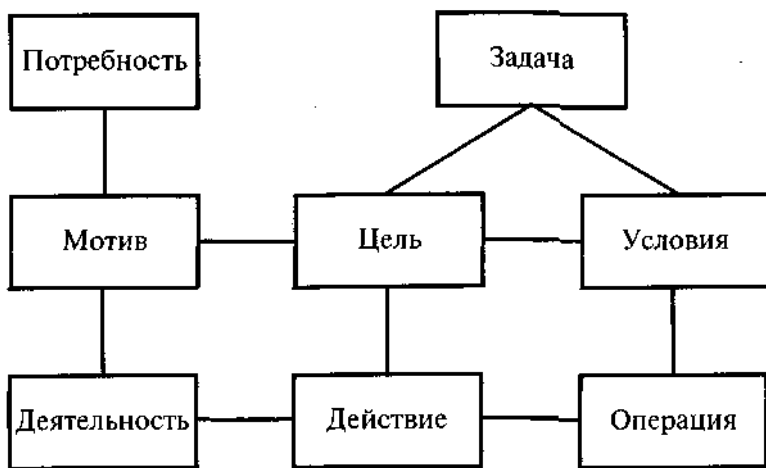 Потребность
Задача
Мотив
Цель
Условия
Деятельность
Действие
Операция